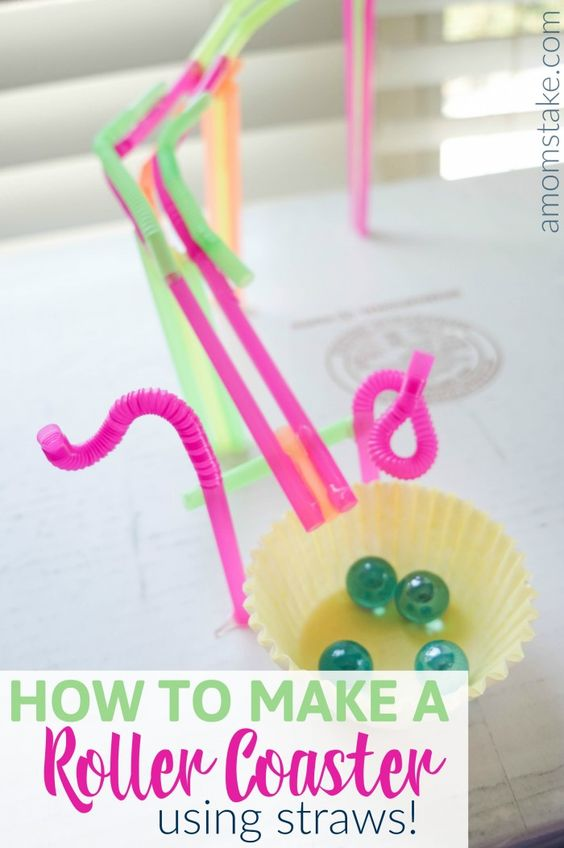 amomstake.com
HOW TO MAKE A
Roller Coaster
using straws!